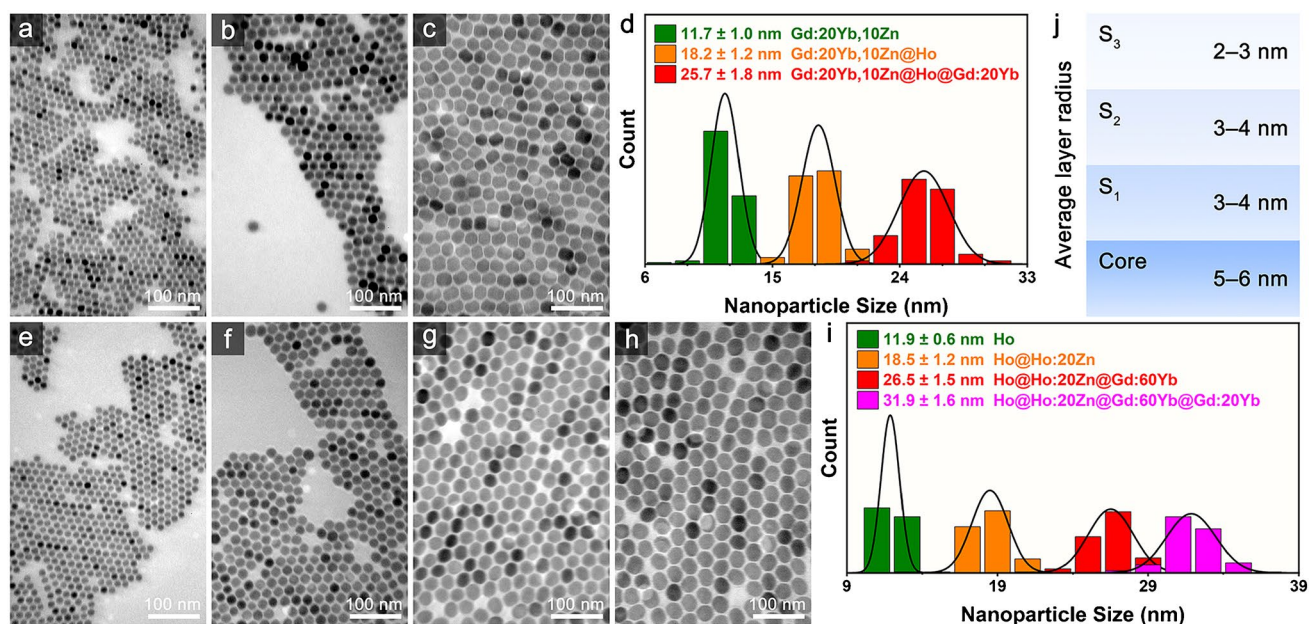 a
100 nm
b
100 nm
c
100 nm
d
11.7 ± 1.0 nm Gd:20Yb,10Zn
18.2 ± 1.2 nm Gd:20Yb,10Zn@Ho
25.7 ± 1.8 nm Gd:20Yb,10Zn@Ho@Gd:20Yb
Count
6 15 24 33
Nanoparticle Size (nm)
j
Average layer radius
S₃ 2–3 nm
S₂ 3–4 nm
S₁ 3–4 nm
Core 5–6 nm
e
100 nm
f
100 nm
g
100 nm
h
100 nm
i
11.9 ± 0.6 nm Ho
18.5 ± 1.2 nm Ho@Ho:20Zn
26.5 ± 1.5 nm Ho@Ho:20Zn@Gd:60Yb
31.9 ± 1.6 nm Ho@Ho:20Zn@Gd:60Yb@Gd:20Yb
Count
9 19 29 39
Nanoparticle Size (nm)